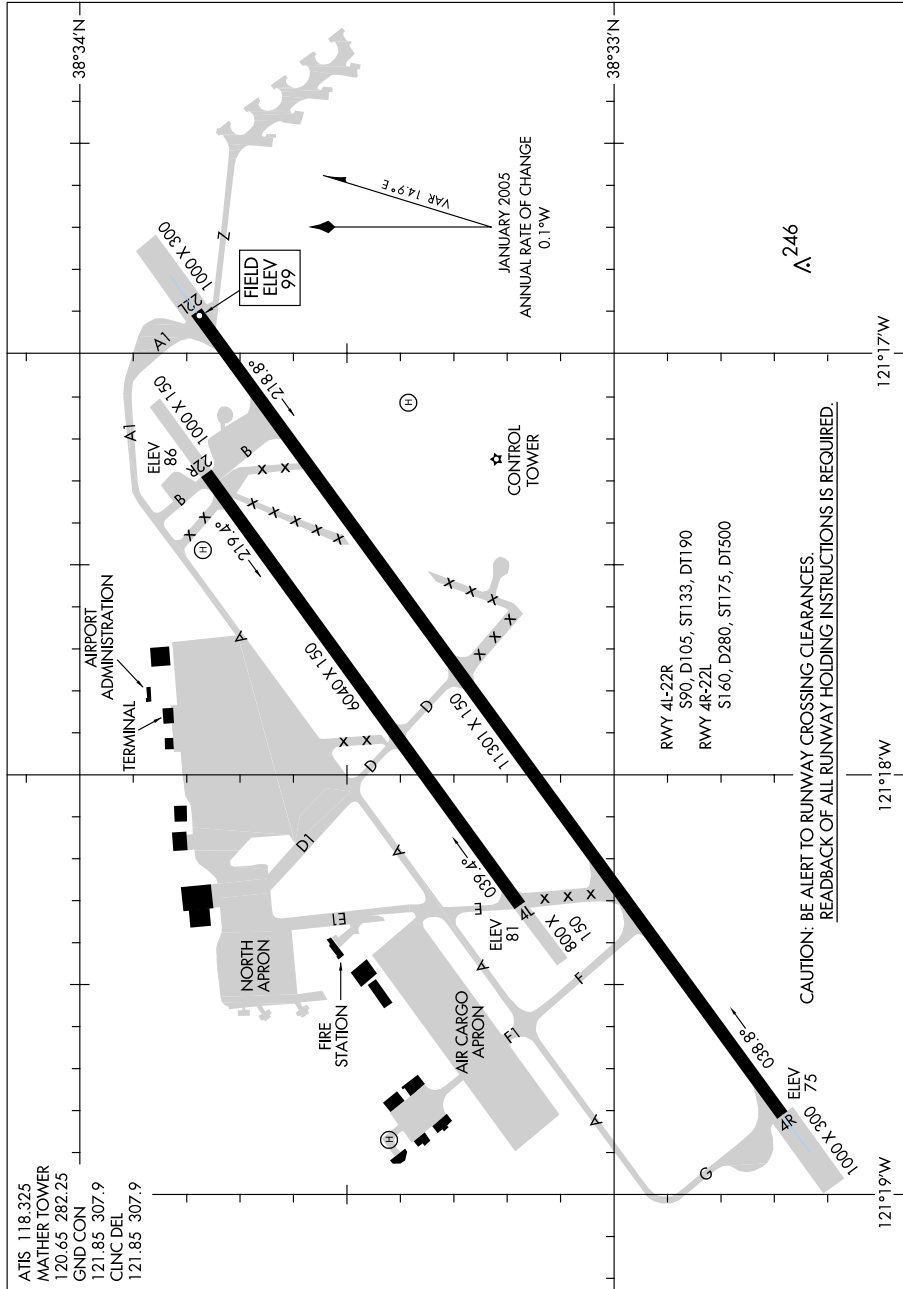 ATIS 118.325
MATHER TOWER
120.65 282.25
GND CON
121.85 307.9
CLNC DEL
121.85 307.9
38°34'N
38°33'N
121°17'W
121°18'W
121°19'W
JANUARY 2005
ANNUAL RATE OF CHANGE
0.1°W
VAR 14.9°E
246
FIELD
ELEV
99
1000 X 300
22L
218.8°
Z
A1
A1
1000 X 150
ELEV
86
22R
219.4°
B
B
H
H
CONTROL
TOWER
AIRPORT
ADMINISTRATION
TERMINAL
A
6040 X 150
11301 X 150
D
D
D1
A
039.4°
4L
ELEV
81
800 X
150
E
E1
NORTH
APRON
FIRE
STATION
AIR CARGO
APRON
A
F
F1
A
H
G
038.8°
4R
ELEV
75
1000 X 300
X X X X X X X X X X X X X X X X X X X X X X
RWY 4L-22R
S90, D105, ST133, DT190
RWY 4R-22L
S160, D280, ST175, DT500
CAUTION: BE ALERT TO RUNWAY CROSSING CLEARANCES.
READBACK OF ALL RUNWAY HOLDING INSTRUCTIONS IS REQUIRED.